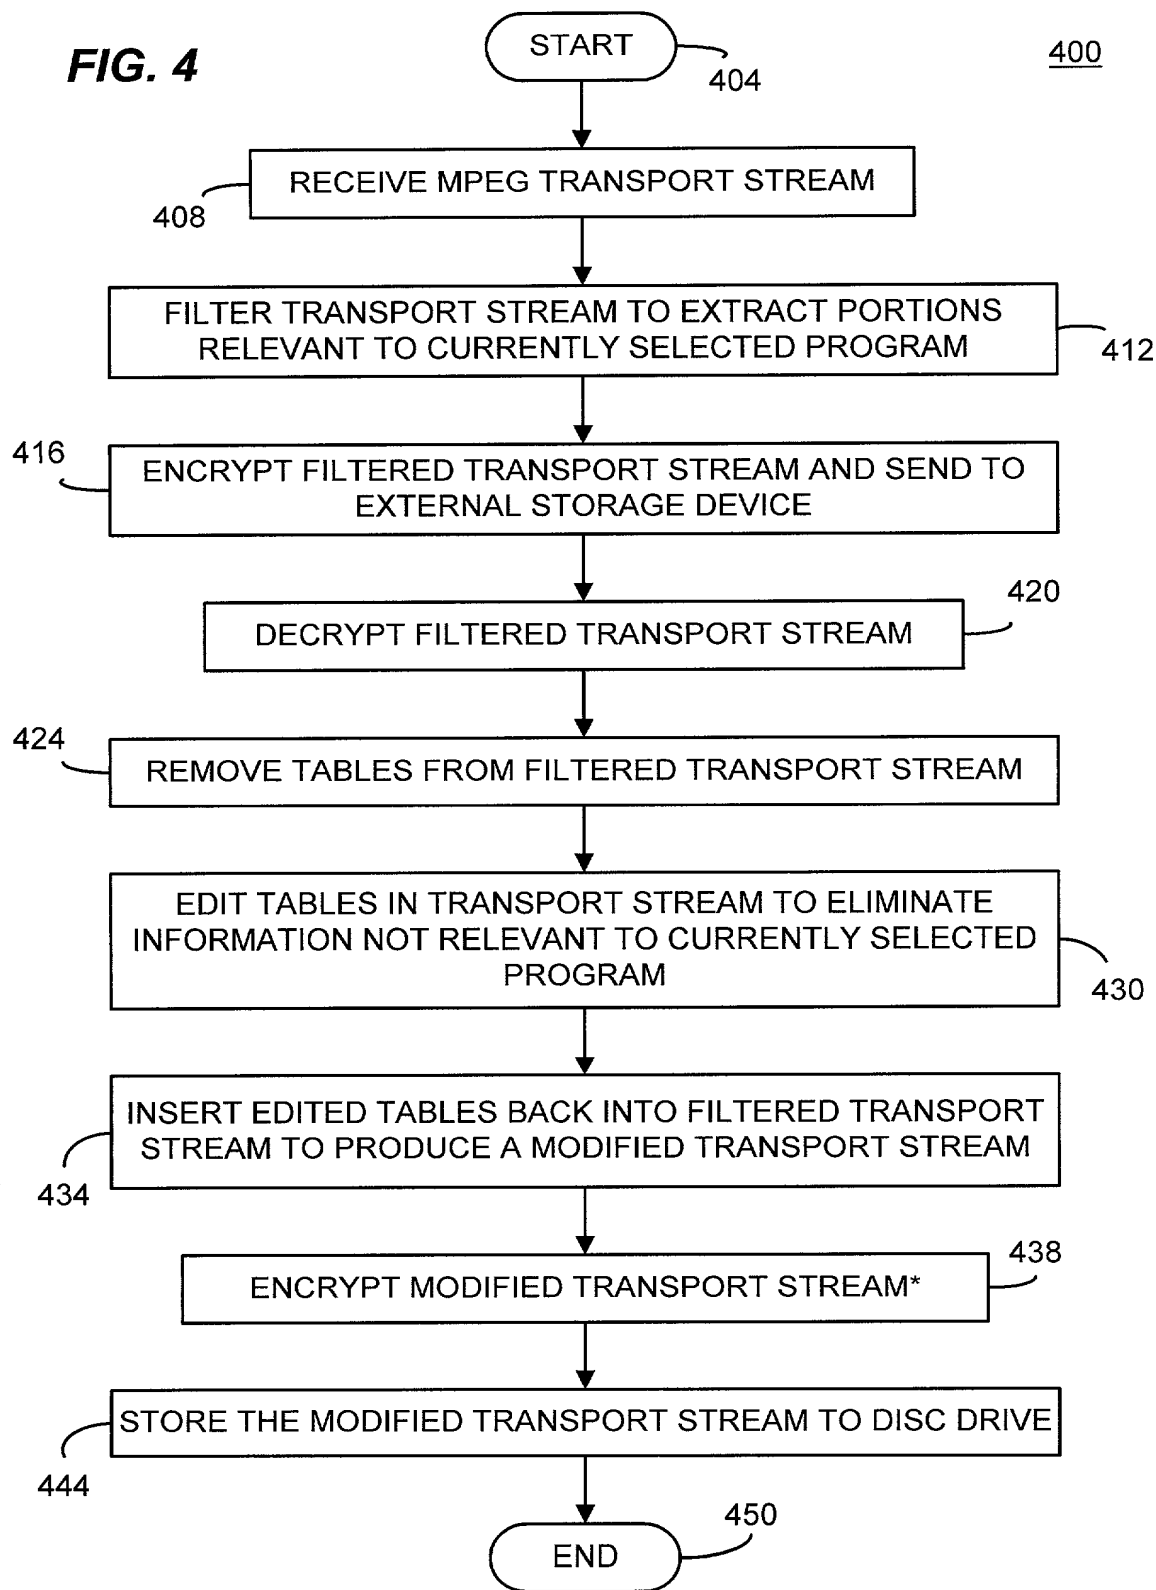 FIG. 4
START
400
404
RECEIVE MPEG TRANSPORT STREAM
408
FILTER TRANSPORT STREAM TO EXTRACT PORTIONS
RELEVANT TO CURRENTLY SELECTED PROGRAM
412
416
ENCRYPT FILTERED TRANSPORT STREAM AND SEND TO
EXTERNAL STORAGE DEVICE
420
DECRYPT FILTERED TRANSPORT STREAM
424
REMOVE TABLES FROM FILTERED TRANSPORT STREAM
EDIT TABLES IN TRANSPORT STREAM TO ELIMINATE
INFORMATION NOT RELEVANT TO CURRENTLY SELECTED
PROGRAM
430
INSERT EDITED TABLES BACK INTO FILTERED TRANSPORT
STREAM TO PRODUCE A MODIFIED TRANSPORT STREAM
434
438
ENCRYPT MODIFIED TRANSPORT STREAM*
STORE THE MODIFIED TRANSPORT STREAM TO DISC DRIVE
444
450
END